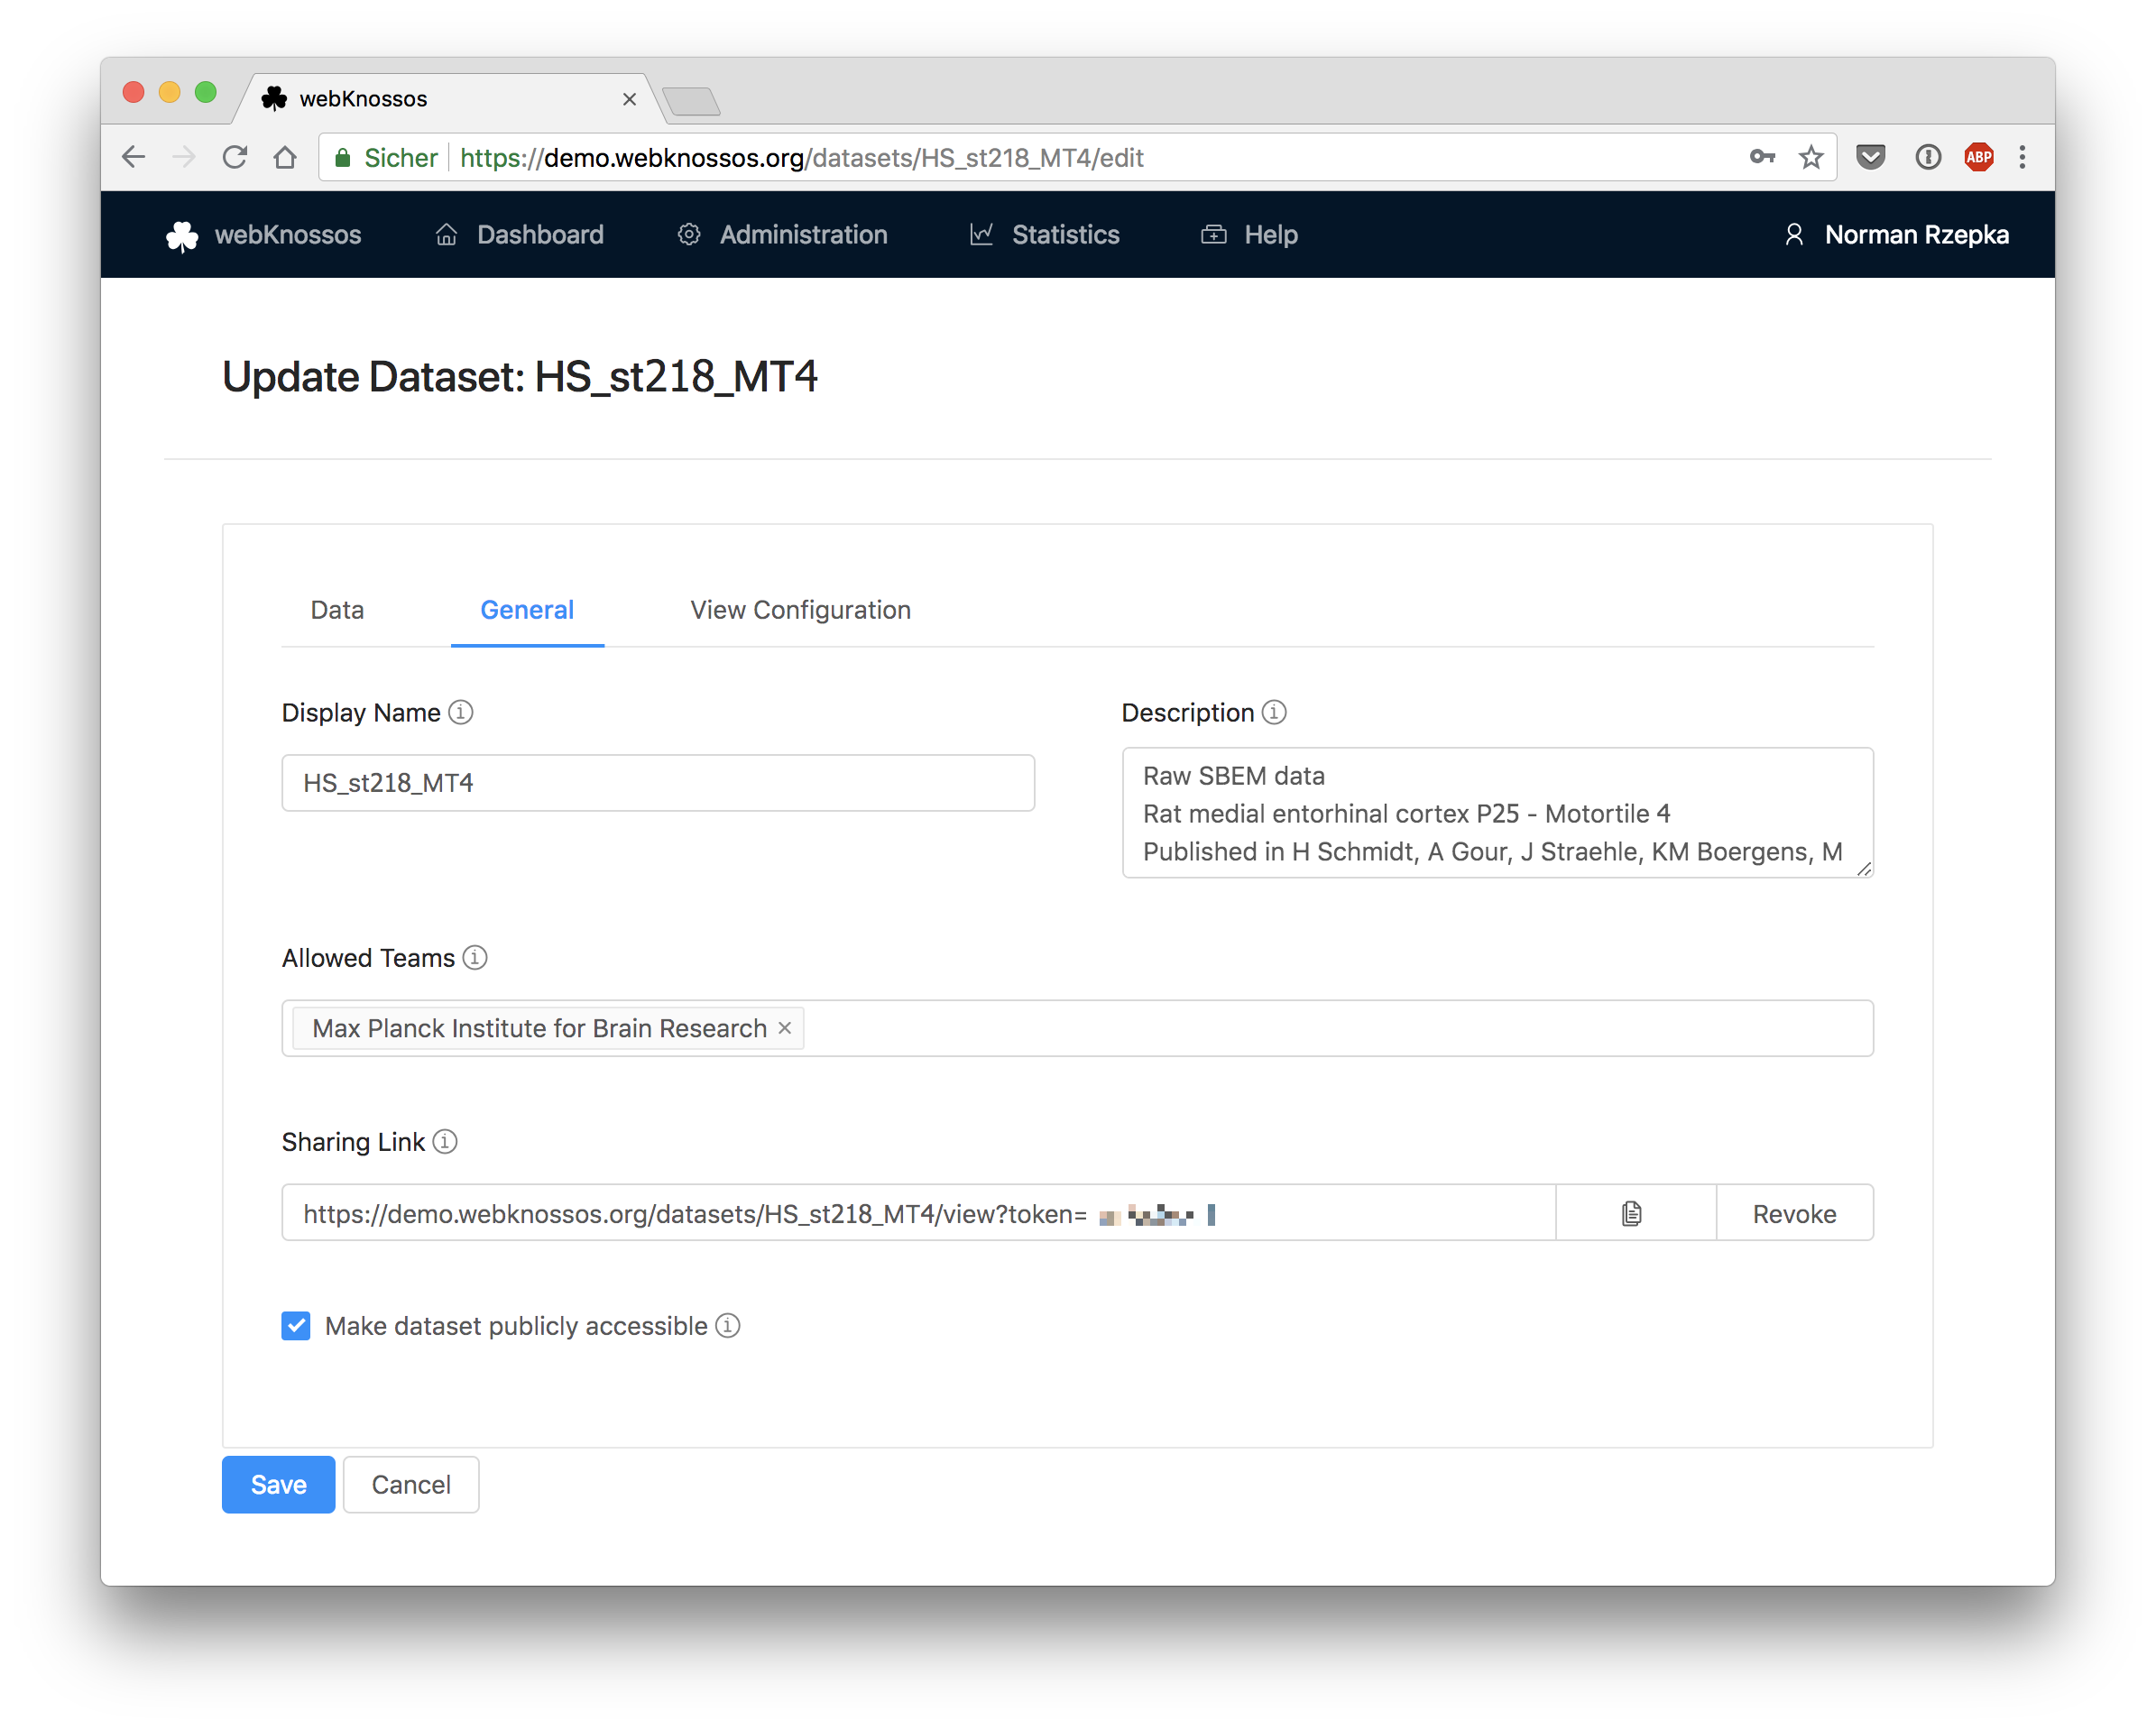 webKnossos
Sicher https://demo.webknossos.org/datasets/HS_st218_MT4/edit
ABP
webKnossos Dashboard Administration Statistics Help Norman Rzepka
Update Dataset: HS_st218_MT4
Data General View Configuration
Display Name
HS_st218_MT4
Description
Raw SBEM data
Rat medial entorhinal cortex P25 - Motortile 4
Published in H Schmidt, A Gour, J Straehle, KM Boergens, M
Allowed Teams
Max Planck Institute for Brain Research
Sharing Link
https://demo.webknossos.org/datasets/HS_st218_MT4/view?token=
Revoke
Make dataset publicly accessible
Save Cancel